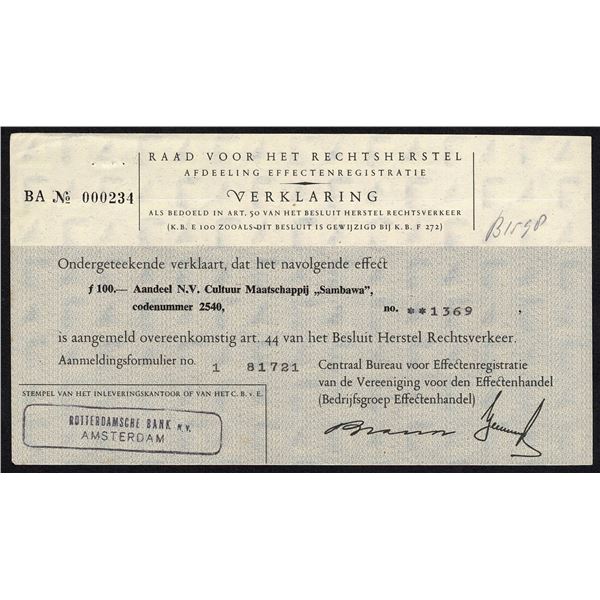 RAAD VOOR HET RECHTSHERSTEL
AFDEELING EFFECTENREGISTRATIE
BA № 000234
VERKLARING
ALS BEDOELD IN ART. 50 VAN HET BESLUIT HERSTEL RECHTSVERKEER
(K.B. E 100 ZOOALS DIT BESLUIT IS GEWIJZIGD BIJ K.B. F 272)
Ondergeteekende verklaart, dat het navolgende effect
ƒ 100.— Aandeel N.V. Cultuur Maatschappij „Sambawa”,
codenummer 2540, no. **1369 ,
is aangemeld overeenkomstig art. 44 van het Besluit Herstel Rechtsverkeer.
Aanmeldingsformulier no. 1 81721
Centraal Bureau voor Effectenregistratie
van de Vereeniging voor den Effectenhandel
(Bedrijfsgroep Effectenhandel)
STEMPEL VAN HET INLEVERINGSKANTOOR OF VAN HET C.B.v.E.
ROTTERDAMSCHE BANK N.V.
AMSTERDAM